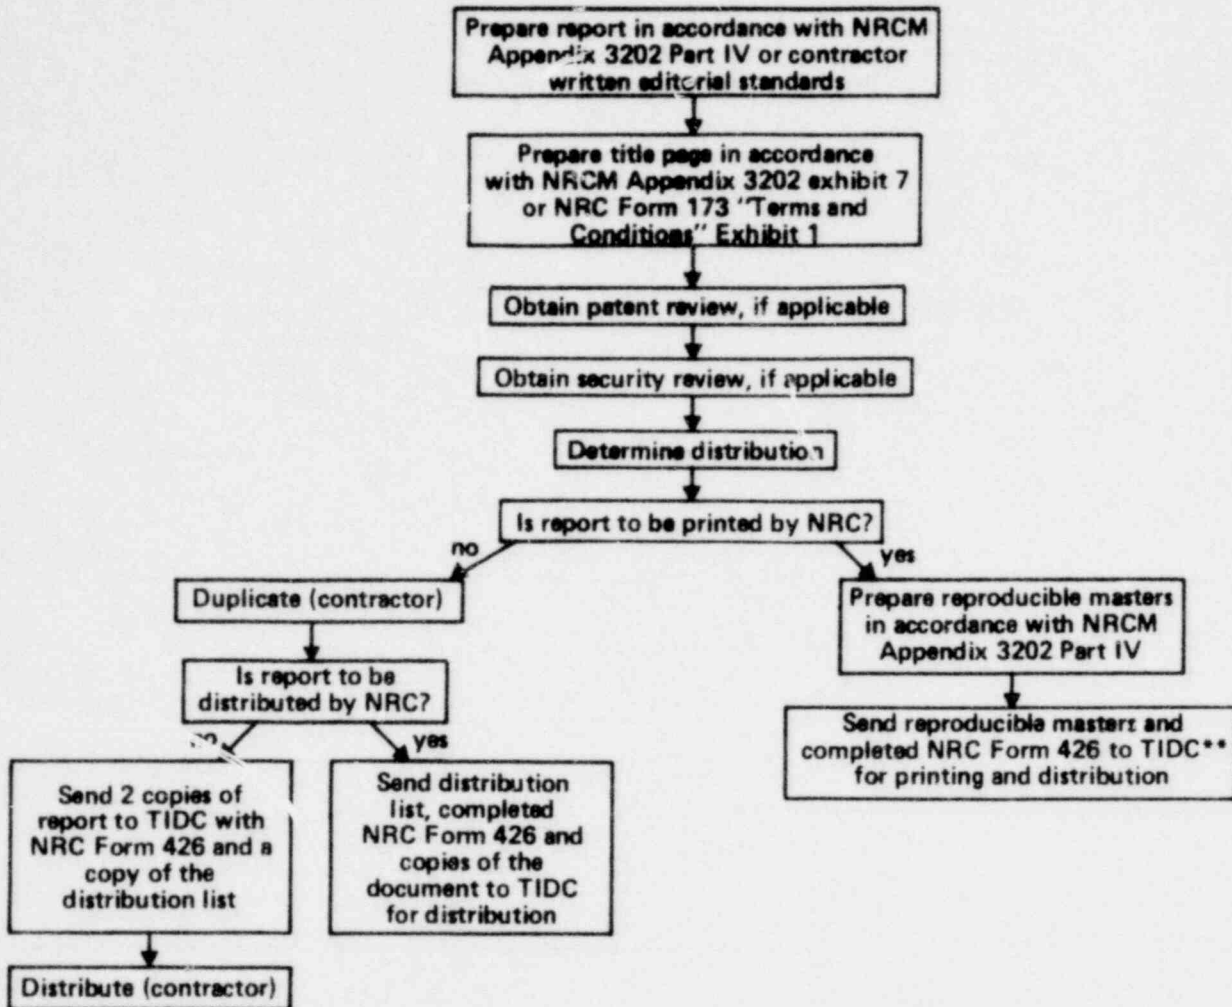 Prepare report in accordance with NRCM
Appendix 3202 Part IV or contractor
written editorial standards
Prepare title page in accordance
with NRCM Appendix 3202 exhibit 7
or NRC Form 173 "Terms and
Conditions" Exhibit 1
Obtain patent review, if applicable
Obtain security review, if applicable
Determine distribution
Is report to be printed by NRC?
no
yes
Duplicate (contractor)
Is report to be
distributed by NRC?
no
yes
Send 2 copies of
report to TIDC with
NRC Form 426 and a
copy of the
distribution list
Distribute (contractor)
Send distribution
list, completed
NRC Form 426 and
copies of the
document to TIDC
for distribution
Prepare reproducible masters
in accordance with NRCM
Appendix 3202 Part IV
Send reproducible masters and
completed NRC Form 426 to TIDC**
for printing and distribution